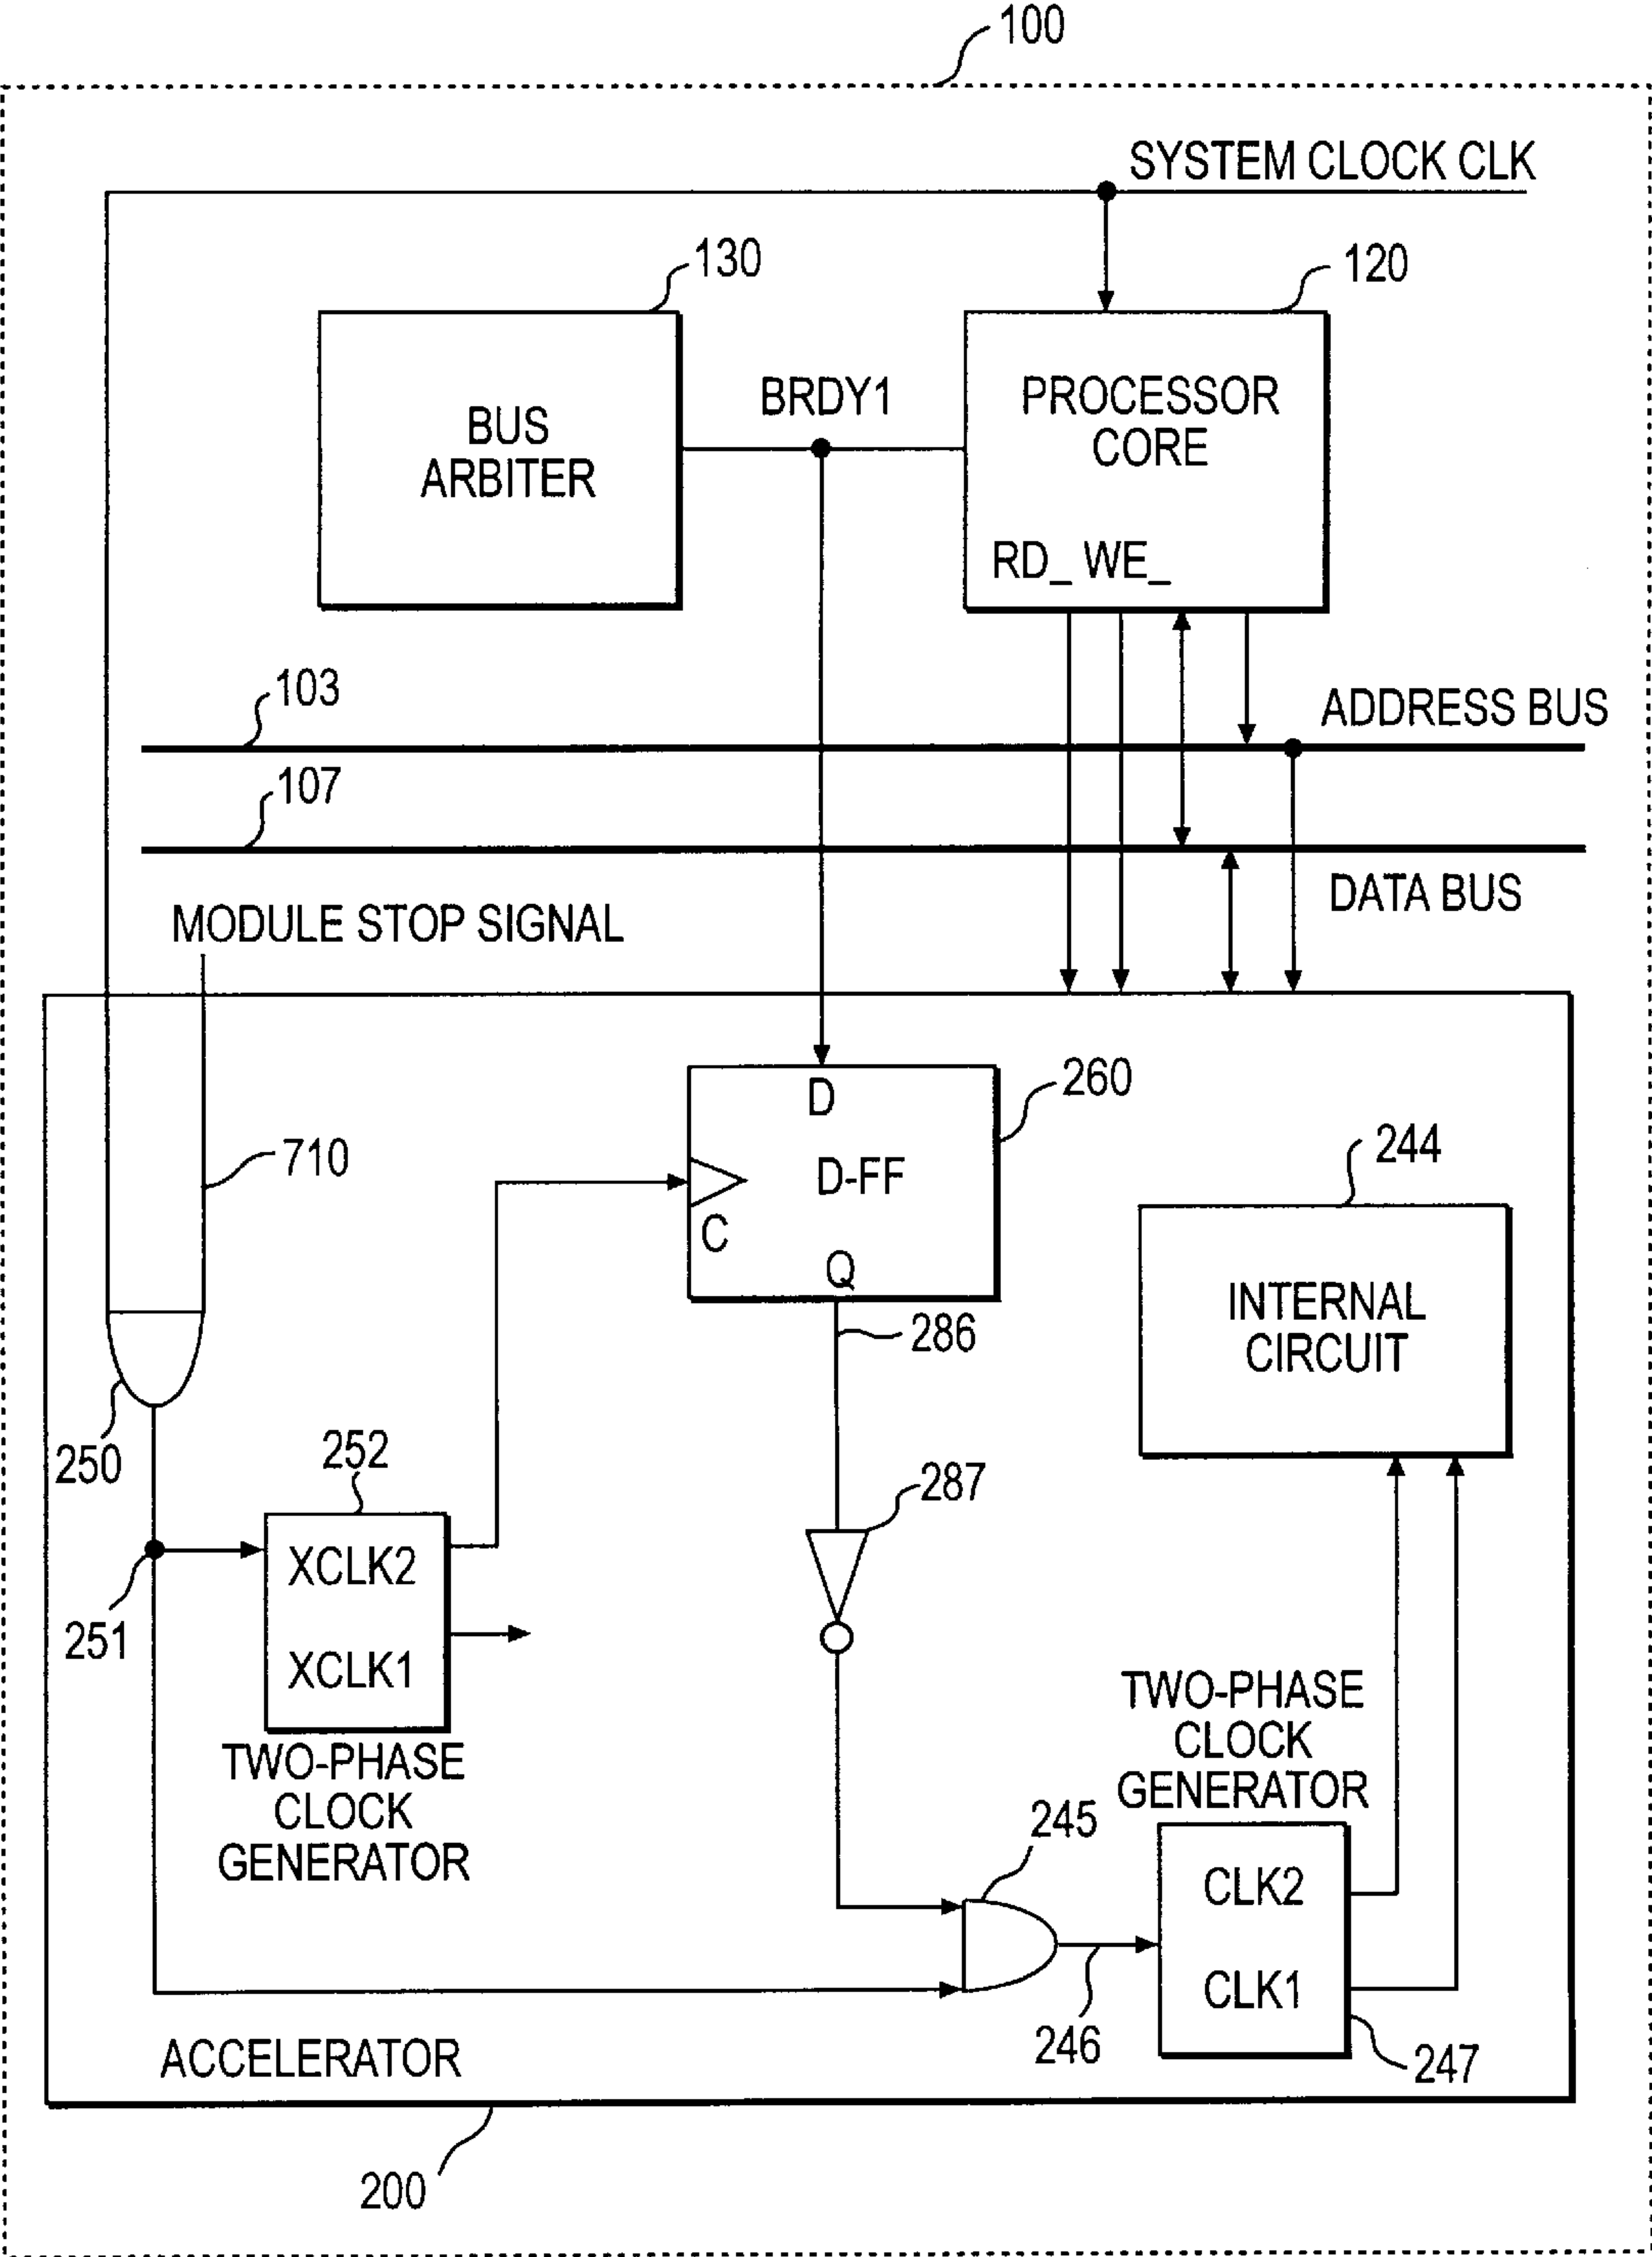 100
SYSTEM CLOCK CLK
130
120
BUS
ARBITER
BRDY1
PROCESSOR
CORE
RD_ WE_
103
ADDRESS BUS
107
DATA BUS
MODULE STOP SIGNAL
D
260
710
D-FF
C
Q
244
286
INTERNAL
CIRCUIT
250
252
287
XCLK2
251
XCLK1
TWO-PHASE
CLOCK
GENERATOR
TWO-PHASE
CLOCK
GENERATOR
245
CLK2
CLK1
246
247
ACCELERATOR
200